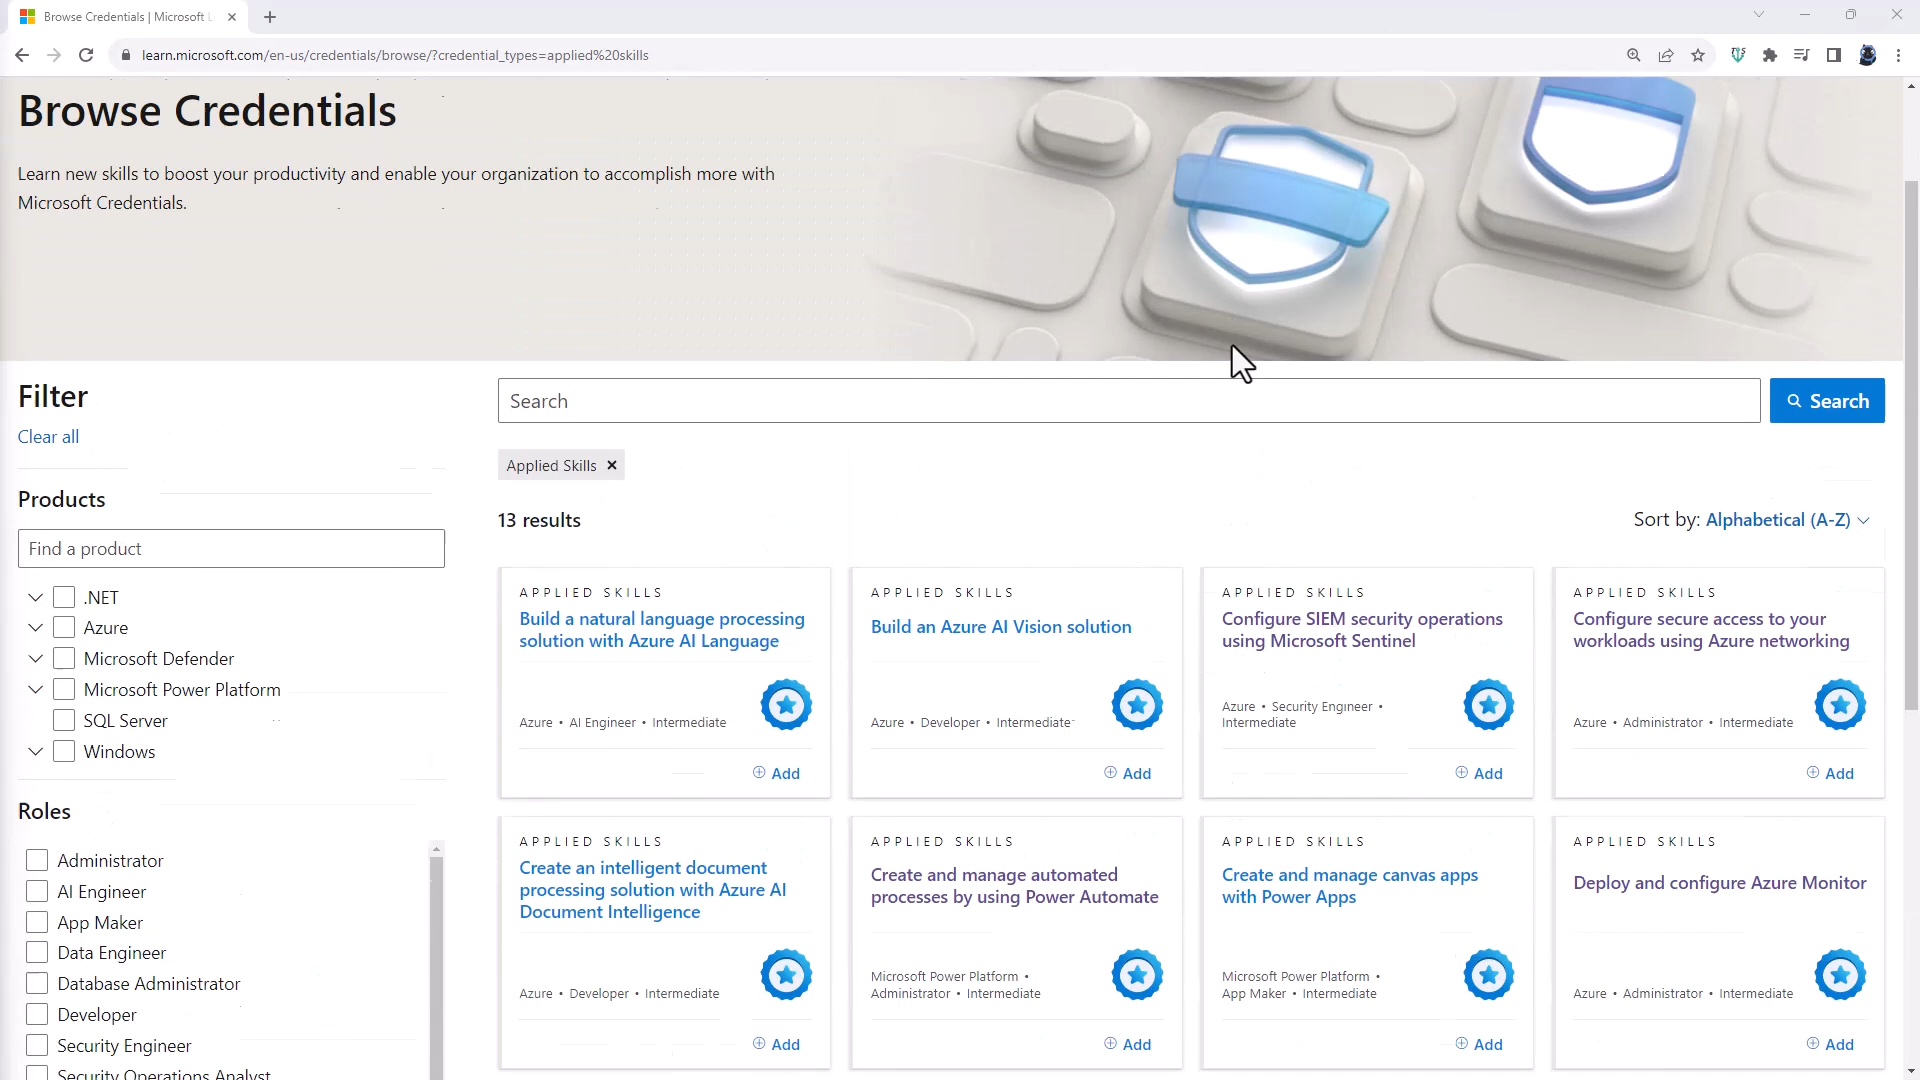 Browse Credentials | Microsoft L
learn.microsoft.com/en-us/credentials/browse/?credential_types=applied%20skills
Browse Credentials
Learn new skills to boost your productivity and enable your organization to accomplish more with
Microsoft Credentials.
Filter
Clear all
Products
Find a product
.NET
Azure
Microsoft Defender
Microsoft Power Platform
SQL Server
Windows
Roles
Administrator
AI Engineer
App Maker
Data Engineer
Database Administrator
Developer
Security Engineer
Security Operations Analyst
Search
Search
Applied Skills
13 results
Sort by: Alphabetical (A-Z)
APPLIED SKILLS
Build a natural language processing
solution with Azure AI Language
Azure • AI Engineer • Intermediate
Add
APPLIED SKILLS
Build an Azure AI Vision solution
Azure • Developer • Intermediate
Add
APPLIED SKILLS
Configure SIEM security operations
using Microsoft Sentinel
Azure • Security Engineer •
Intermediate
Add
APPLIED SKILLS
Configure secure access to your
workloads using Azure networking
Azure • Administrator • Intermediate
Add
APPLIED SKILLS
Create an intelligent document
processing solution with Azure AI
Document Intelligence
Azure • Developer • Intermediate
Add
APPLIED SKILLS
Create and manage automated
processes by using Power Automate
Microsoft Power Platform •
Administrator • Intermediate
Add
APPLIED SKILLS
Create and manage canvas apps
with Power Apps
Microsoft Power Platform •
App Maker • Intermediate
Add
APPLIED SKILLS
Deploy and configure Azure Monitor
Azure • Administrator • Intermediate
Add